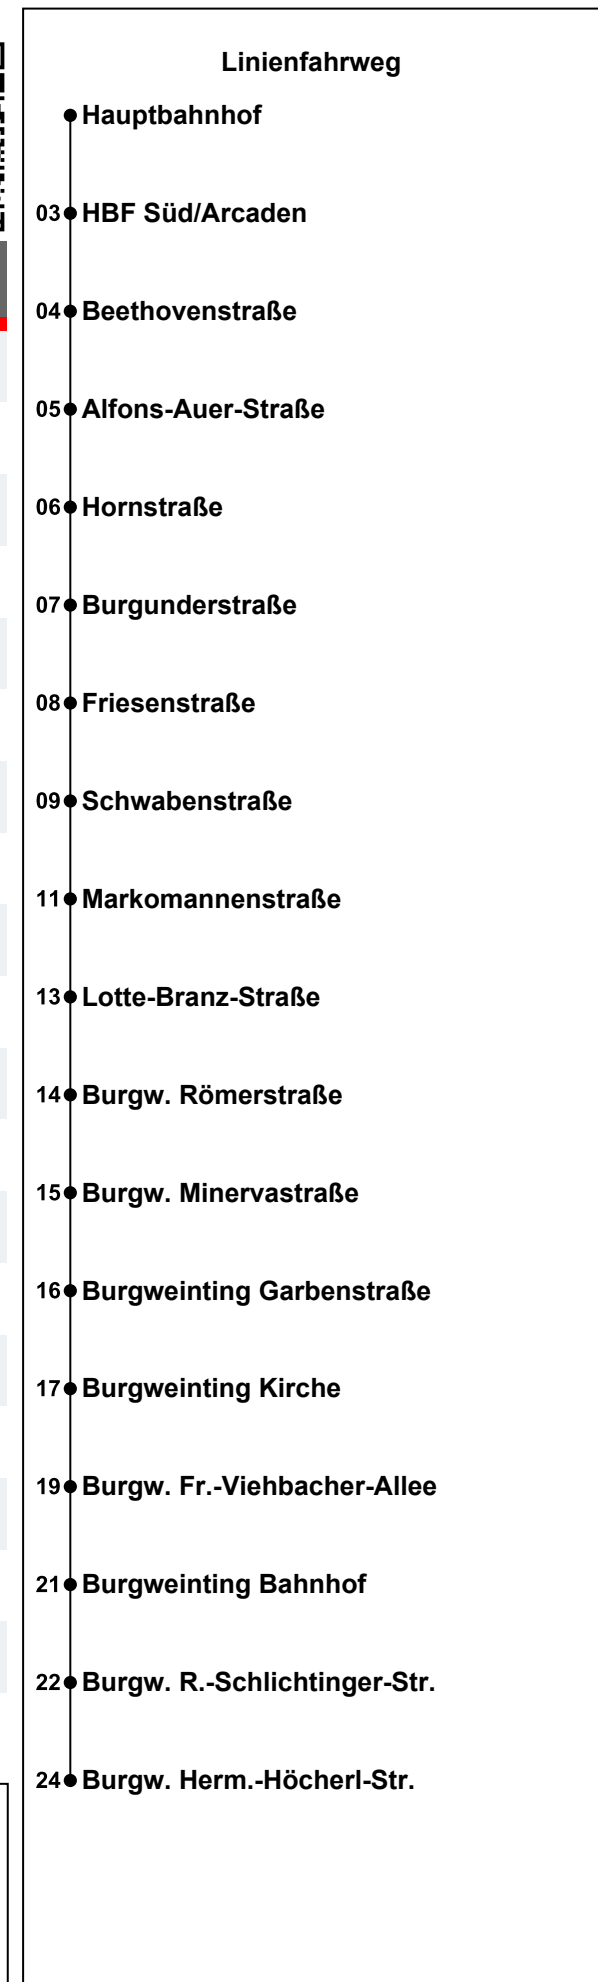 Linienfahrweg
Hauptbahnhof
03 HBF Süd/Arcaden
04 Beethovenstraße
05 Alfons-Auer-Straße
06 Hornstraße
07 Burgunderstraße
08 Friesenstraße
09 Schwabenstraße
11 Markomannenstraße
13 Lotte-Branz-Straße
14 Burgw. Römerstraße
15 Burgw. Minervastraße
16 Burgweinting Garbenstraße
17 Burgweinting Kirche
19 Burgw. Fr.-Viehbacher-Allee
21 Burgweinting Bahnhof
22 Burgw. R.-Schlichtinger-Str.
24 Burgw. Herm.-Höcherl-Str.